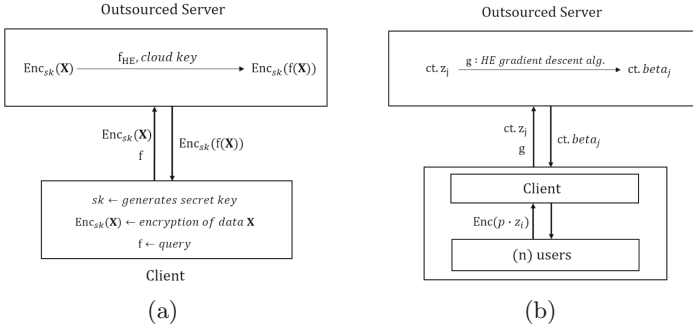 Outsourced Server
Enc_sk(X) f_HE, cloud key Enc_sk(f(X))
Enc_sk(X)
f
Enc_sk(f(X))
sk ← generates secret key
Enc_sk(X) ← encryption of data X
f ← query
Client
(a)
Outsourced Server
ct. z_j g : HE gradient descent alg. ct. beta_j
ct. z_j
g
ct. beta_j
Client
Enc(p · z_i)
(n) users
(b)